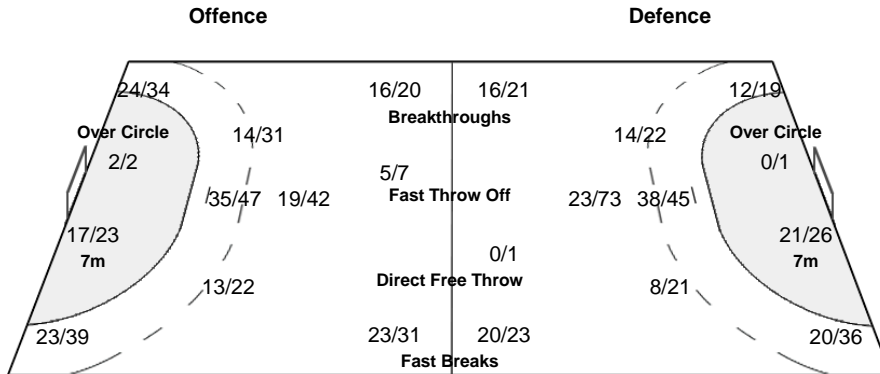 Offence Defence
24/34 16/20 16/21 12/19
Breakthroughs
Over Circle 14/31 14/22 Over Circle
2/2 0/1
5/7
35/47 19/42 Fast Throw Off 23/73 38/45
17/23 21/26
0/1
7m 7m
13/22 Direct Free Throw 8/21
23/39 23/31 20/23 20/36
Fast Breaks